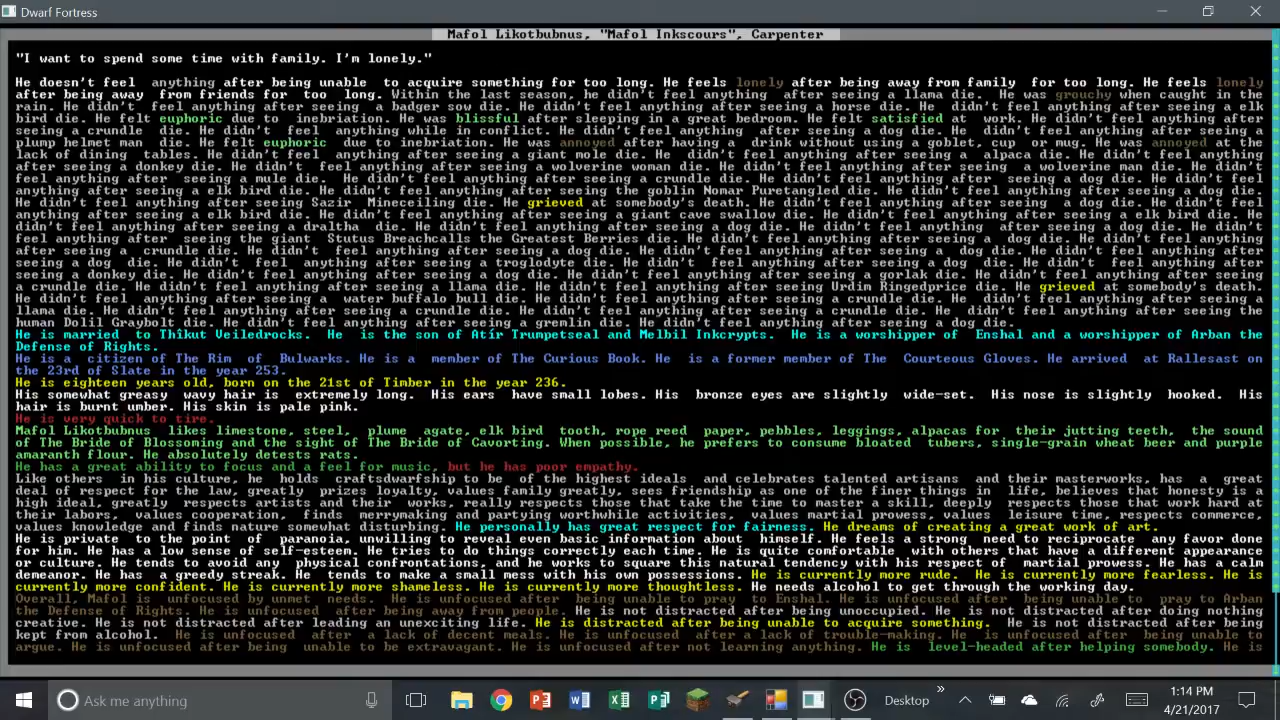 Dwarf Fortress
Mafol Likotbubnus, "Mafol Inkscours", Carpenter
"I want to spend some time with family. I'm lonely."
He doesn't feel anything after being unable to acquire something for too long. He feels lonely after being away from family for too long. He feels lonely
after being away from friends for too long. Within the last season, he didn't feel anything after seeing a llama die. He was grouchy when caught in the
rain. He didn't feel anything after seeing a badger sow die. He didn't feel anything after seeing a horse die. He didn't feel anything after seeing a elk
bird die. He felt euphoric due to inebriation. He was blissful after sleeping in a great bedroom. He felt satisfied at work. He didn't feel anything after
seeing a crundle die. He didn't feel anything while in conflict. He didn't feel anything after seeing a dog die. He didn't feel anything after seeing a
plump helmet man die. He felt euphoric due to inebriation. He was annoyed after having a drink without using a goblet, cup or mug. He was annoyed at the
lack of dining tables. He didn't feel anything after seeing a giant mole die. He didn't feel anything after seeing a alpaca die. He didn't feel anything
after seeing a donkey die. He didn't feel anything after seeing a wolverine woman die. He didn't feel anything after seeing a wolverine man die. He didn't
feel anything after seeing a mule die. He didn't feel anything after seeing a crundle die. He didn't feel anything after seeing a dog die. He didn't feel
anything after seeing a elk bird die. He didn't feel anything after seeing the goblin Nomar Puretangled die. He didn't feel anything after seeing a dog die.
He didn't feel anything after seeing Sazir Mineceiling die. He grieved at somebody's death. He didn't feel anything after seeing a dog die. He didn't feel
anything after seeing a elk bird die. He didn't feel anything after seeing a giant cave swallow die. He didn't feel anything after seeing a elk bird die. He
didn't feel anything after seeing a draltha die. He didn't feel anything after seeing a dog die. He didn't feel anything after seeing a dog die. He didn't
feel anything after seeing the giant Stutus Breachcalls the Greatest Berries die. He didn't feel anything after seeing a dog die. He didn't feel anything
after seeing a crundle die. He didn't feel anything after seeing a dog die. He didn't feel anything after seeing a dog die. He didn't feel anything after
seeing a dog die. He didn't feel anything after seeing a troglodyte die. He didn't feel anything after seeing a dog die. He didn't feel anything after
seeing a donkey die. He didn't feel anything after seeing a dog die. He didn't feel anything after seeing a gorlak die. He didn't feel anything after seeing
a crundle die. He didn't feel anything after seeing a llama die. He didn't feel anything after seeing Urdim Ringedprice die. He grieved at somebody's death.
He didn't feel anything after seeing a water buffalo bull die. He didn't feel anything after seeing a crundle die. He didn't feel anything after seeing a
llama die. He didn't feel anything after seeing a crundle die. He didn't feel anything after seeing a crundle die. He didn't feel anything after seeing the
human Dolil Graybolt die. He didn't feel anything after seeing a gremlin die. He didn't feel anything after seeing a dog die.
He is married to Thikut Veiledrocks. He is the son of Atir Trumpetseal and Melbil Inkcrypts. He is a worshipper of Enshal and a worshipper of Arban the
Defense of Rights.
He is a citizen of The Rim of Bulwarks. He is a member of The Curious Book. He is a former member of The Courteous Gloves. He arrived at Rallesast on
the 23rd of Slate in the year 253.
He is eighteen years old, born on the 21st of Timber in the year 236.
His somewhat greasy wavy hair is extremely long. His ears have small lobes. His bronze eyes are slightly wide-set. His nose is slightly hooked. His
hair is burnt umber. His skin is pale pink.
He is very quick to tire.
Mafol Likotbubnus likes limestone, steel, plume agate, elk bird tooth, rope reed paper, pebbles, leggings, alpacas for their jutting teeth, the sound
of The Bride of Blossoming and the sight of The Bride of Cavorting. When possible, he prefers to consume bloated tubers, single-grain wheat beer and purple
amaranth flour. He absolutely detests rats.
He has a great ability to focus and a feel for music, but he has poor empathy.
Like others in his culture, he holds craftsdwarfship to be of the highest ideals and celebrates talented artisans and their masterworks, has a great
deal of respect for the law, greatly prizes loyalty, values family greatly, sees friendship as one of the finer things in life, believes that honesty is a
high ideal, greatly respects artists and their works, really respects those that take the time to master a skill, deeply respects those that work hard at
their labors, values cooperation, finds merrymaking and partying worthwhile activities, values martial prowess, values leisure time, respects commerce,
values knowledge and finds nature somewhat disturbing. He personally has great respect for fairness. He dreams of creating a great work of art.
He is private to the point of paranoia, unwilling to reveal even basic information about himself. He feels a strong need to reciprocate any favor done
for him. He has a low sense of self-esteem. He tries to do things correctly each time. He is quite comfortable with others that have a different appearance
or culture. He tends to avoid any physical confrontations, and he works to square this natural tendency with his respect of martial prowess. He has a calm
demeanor. He has a greedy streak. He tends to make a small mess with his own possessions. He is currently more rude. He is currently more fearless. He is
currently more confident. He is currently more shameless. He is currently more thoughtless. He needs alcohol to get through the working day.
Overall, Mafol is unfocused by unmet needs. He is unfocused after being unable to pray to Enshal. He is unfocused after being unable to pray to Arban
the Defense of Rights. He is unfocused after being away from people. He is not distracted after being unoccupied. He is not distracted after doing nothing
creative. He is not distracted after leading an unexciting life. He is distracted after being unable to acquire something. He is not distracted after being
kept from alcohol. He is unfocused after a lack of decent meals. He is unfocused after a lack of trouble-making. He is unfocused after being unable to
argue. He is unfocused after being unable to be extravagant. He is unfocused after not learning anything. He is level-headed after helping somebody. He is
Ask me anything
Desktop
1:14 PM
4/21/2017